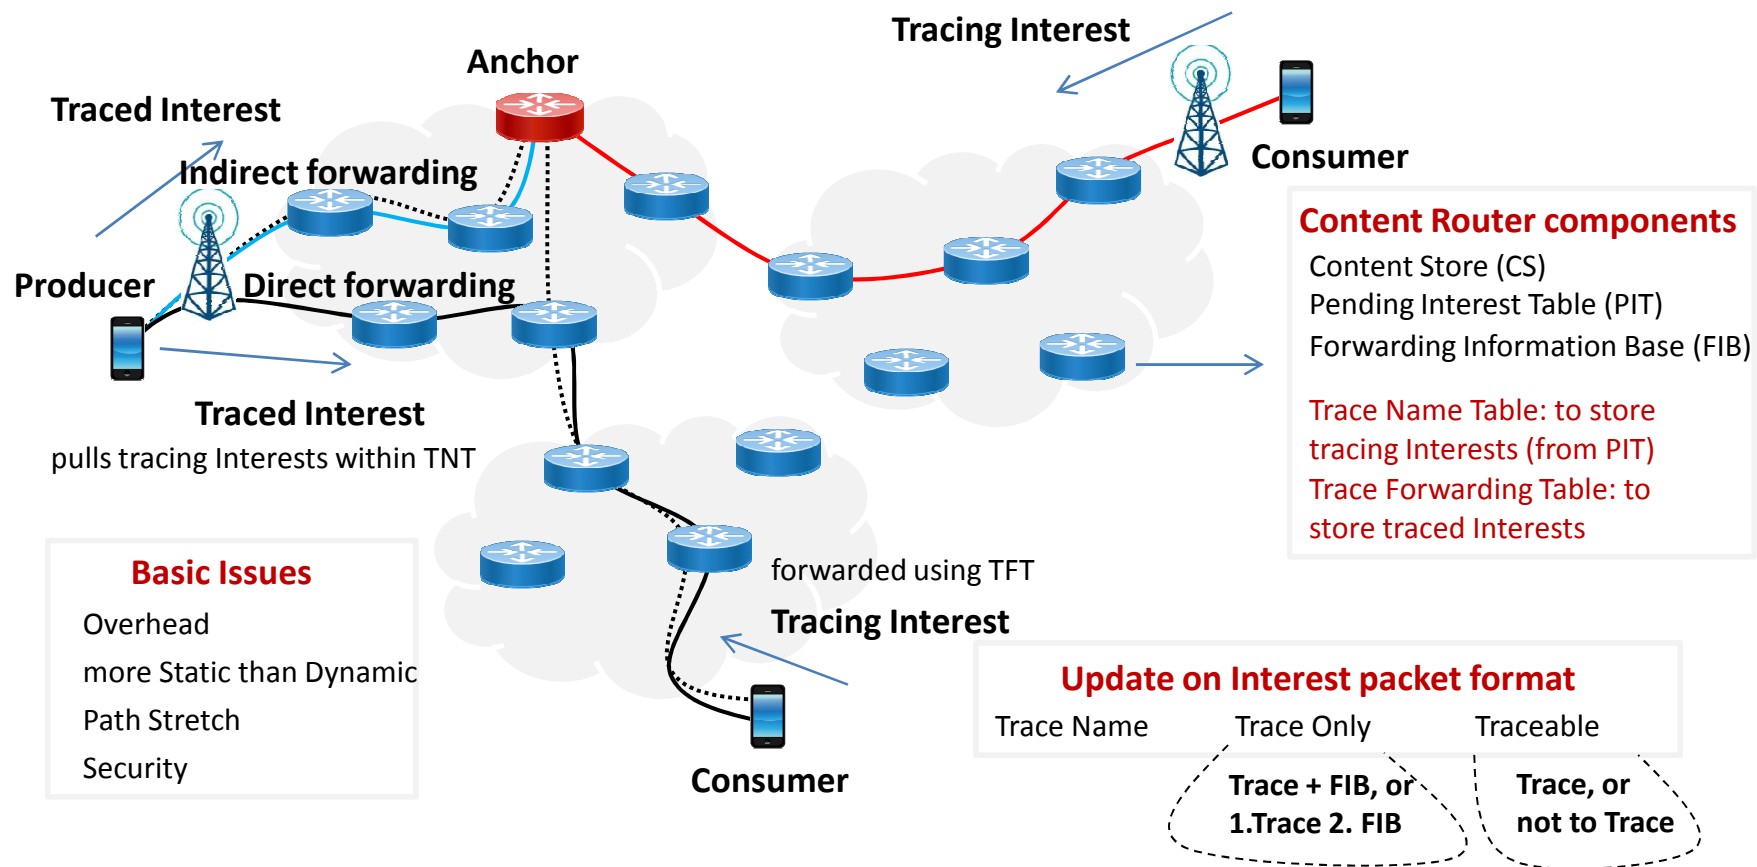 Tracing Interest
Anchor
Traced Interest
Consumer
Indirect forwarding
Content Router components
Content Store (CS)
Pending Interest Table (PIT)
Forwarding Information Base (FIB)
Trace Name Table: to store
tracing Interests (from PIT)
Trace Forwarding Table: to
store traced Interests
Producer
Direct forwarding
Traced Interest
pulls tracing Interests within TNT
Basic Issues
Overhead
more Static than Dynamic
Path Stretch
Security
forwarded using TFT
Tracing Interest
Consumer
Update on Interest packet format
Trace Name Trace Only Traceable
Trace + FIB, or
1.Trace 2. FIB
Trace, or
not to Trace